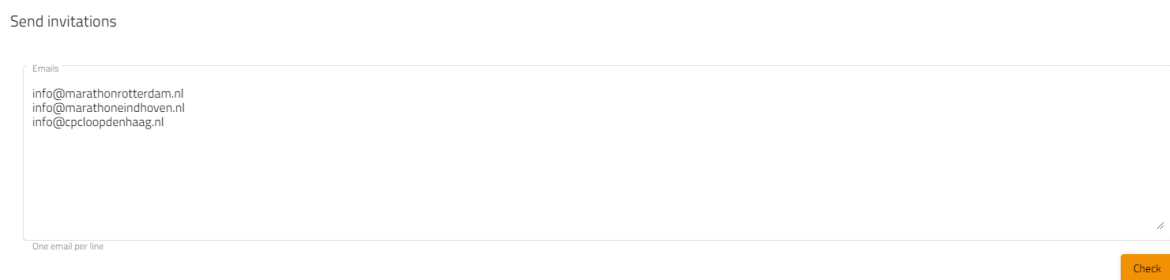 Send invitations
Emails
info@marathonrotterdam.nl
info@marathoneindhoven.nl
info@cpcloopdenhaag.nl
One email per line
Check